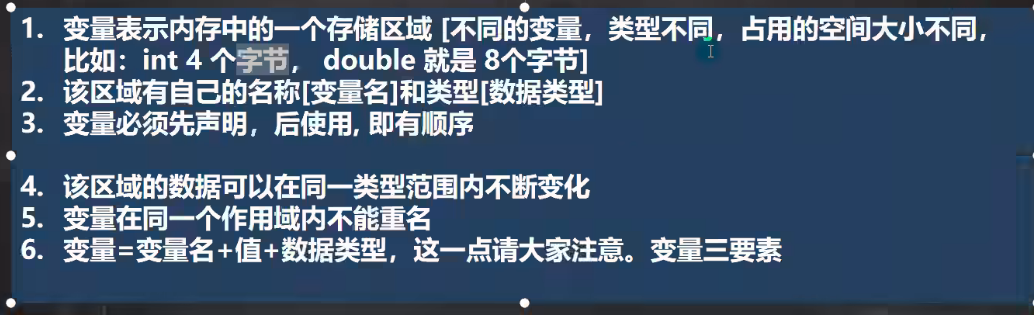 1. 变量表示内存中的一个存储区域 [不同的变量，类型不同，占用的空间大小不同，
比如：int 4 个字节， double 就是 8个字节]
2. 该区域有自己的名称[变量名]和类型[数据类型]
3. 变量必须先声明，后使用, 即有顺序
4. 该区域的数据可以在同一类型范围内不断变化
5. 变量在同一个作用域内不能重名
6. 变量=变量名+值+数据类型，这一点请大家注意。变量三要素